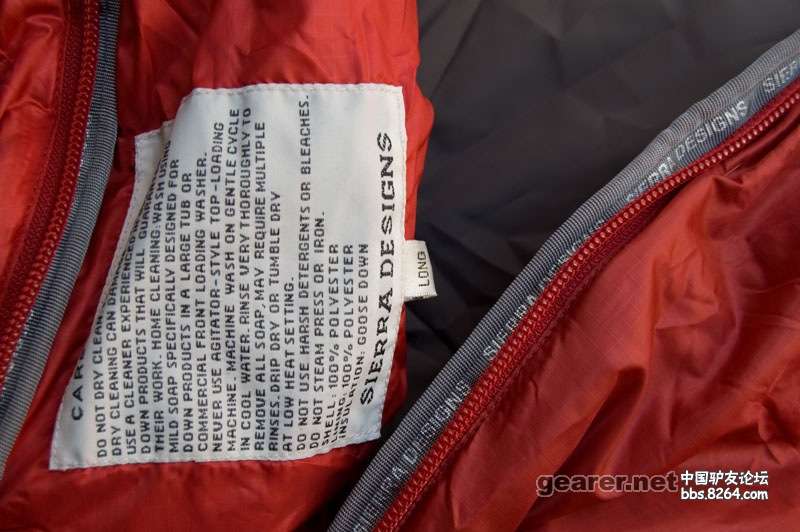 CAR
DO NOT DRY CLEAN
DRY CLEANING CAN DAMAGE
USE A CLEANER EXPERIENCED
DOWN PRODUCTS THAT WILL GUARAN
THEIR WORK. HOME CLEANING: WASH USING
MILD SOAP SPECIFICALLY DESIGNED FOR
DOWN PRODUCTS IN A LARGE TUB OR
COMMERCIAL FRONT LOADING WASHER.
NEVER USE AGITATOR-STYLE TOP-LOADING
MACHINE. MACHINE WASH ON GENTLE CYCLE
IN COOL WATER. RINSE VERY THOROUGHLY TO
REMOVE ALL SOAP, MAY REQUIRE MULTIPLE
RINSES. DRIP DRY OR TUMBLE DRY
AT LOW HEAT SETTING.
DO NOT USE HARSH DETERGENTS OR BLEACHES.
DO NOT STEAM PRESS OR IRON.
SHELL: 100% POLYESTER
LINING: 100% POLYESTER
INSULATION: GOOSE DOWN
SIERRA DESIGNS
LONG
SIERRA DESIGNS
SIERRA DESIGNS
SIERRA DESIGNS
SIERRA DESIGNS
gearer.net
中国驴友论坛
bbs.8264.com